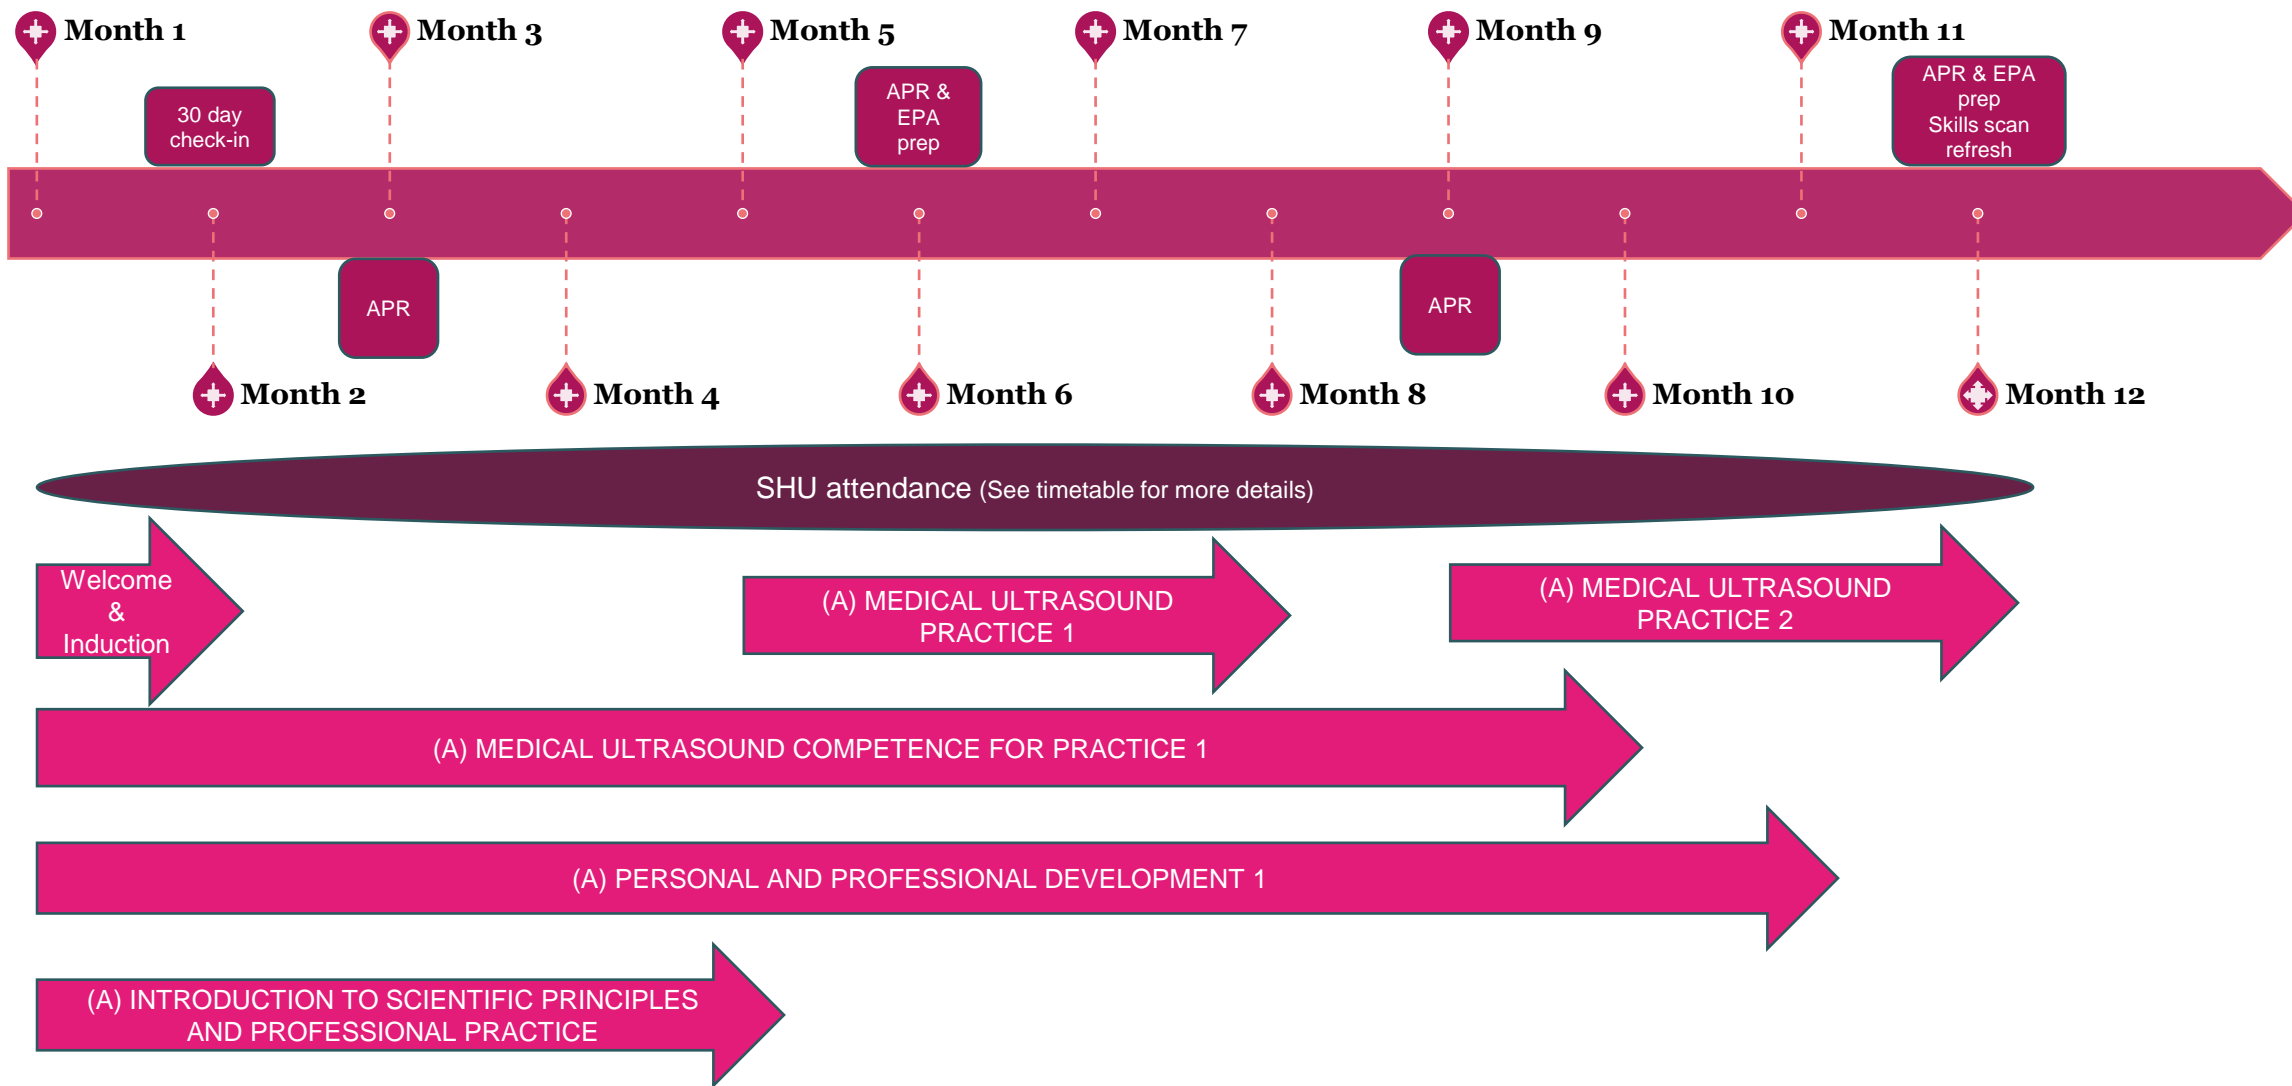 Month 1
Month 3
Month 5
Month 7
Month 9
Month 11
30 day
check-in
APR &
EPA
prep
APR & EPA
prep
Skills scan
refresh
APR
APR
Month 2
Month 4
Month 6
Month 8
Month 10
Month 12
SHU attendance (See timetable for more details)
Welcome
&
Induction
(A) MEDICAL ULTRASOUND
PRACTICE 1
(A) MEDICAL ULTRASOUND
PRACTICE 2
(A) MEDICAL ULTRASOUND COMPETENCE FOR PRACTICE 1
(A) PERSONAL AND PROFESSIONAL DEVELOPMENT 1
(A) INTRODUCTION TO SCIENTIFIC PRINCIPLES
AND PROFESSIONAL PRACTICE